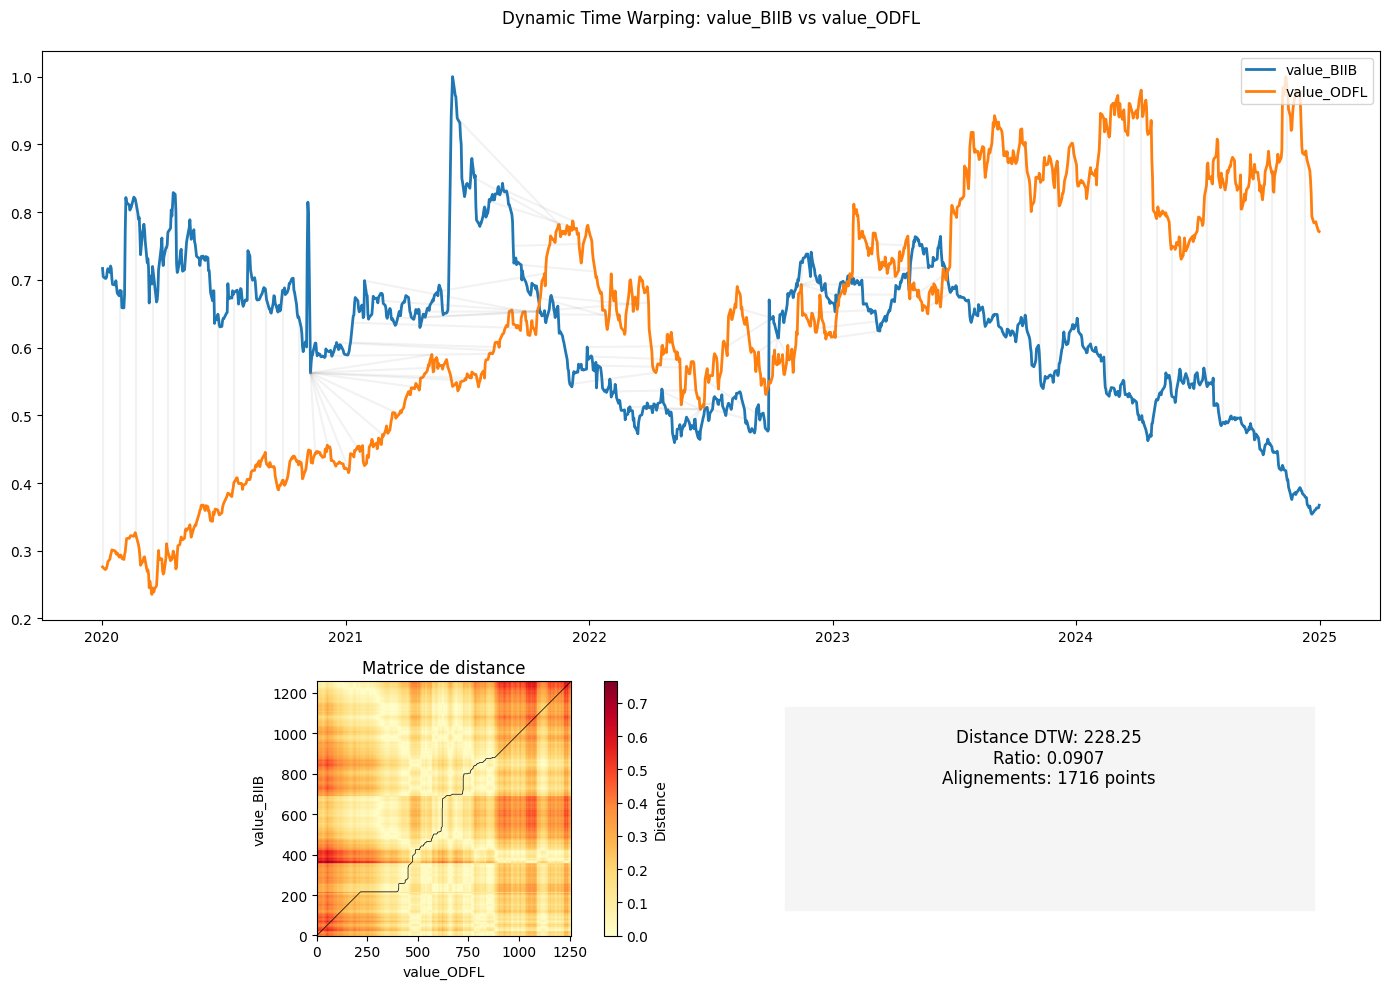 Dynamic Time Warping: value_BIIB vs value_ODFL
value_BIIB
value_ODFL
1.0
0.9
0.8
0.7
0.6
0.5
0.4
0.3
0.2
2020 2021 2022 2023 2024 2025
Matrice de distance
value_BIIB
1200
1000
800
600
400
200
0
0 250 500 750 1000 1250
value_ODFL
0.7
0.6
0.5
0.4
0.3
0.2
0.1
0.0
Distance
Distance DTW: 228.25
Ratio: 0.0907
Alignements: 1716 points